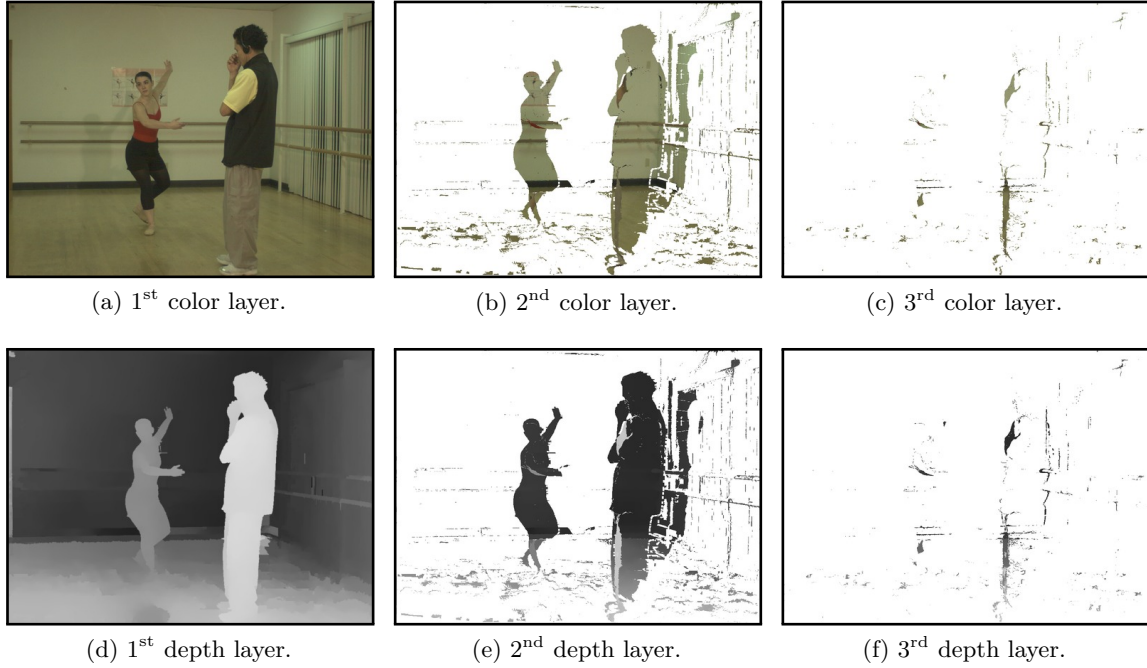 (a) 1st color layer.
(b) 2nd color layer.
(c) 3rd color layer.
(d) 1st depth layer.
(e) 2nd depth layer.
(f) 3rd depth layer.